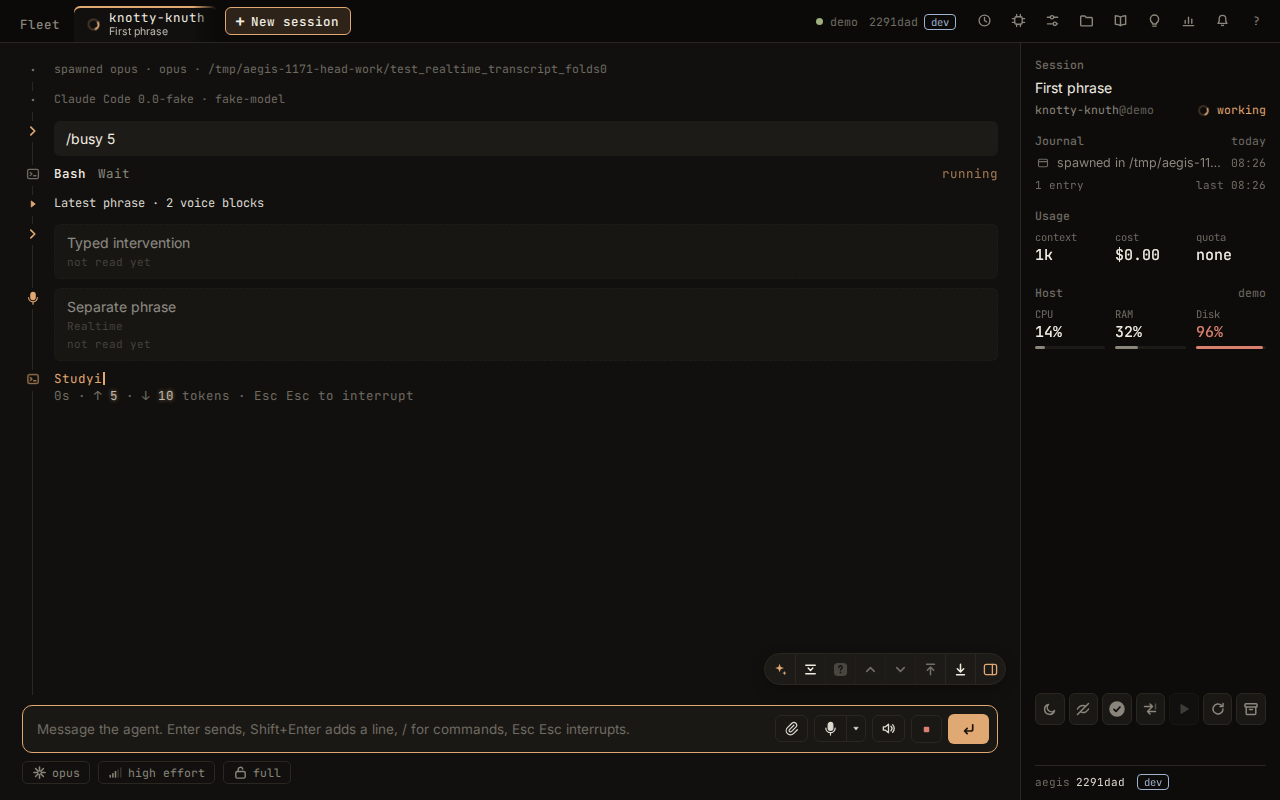 Fleet
knotty-knuth
First phrase
+ New session
demo 2291dad dev
?
· spawned opus · opus · /tmp/aegis-1171-head-work/test_realtime_transcript_folds0
· Claude Code 0.0-fake · fake-model
/busy 5
Bash Wait running
Latest phrase · 2 voice blocks
Typed intervention
not read yet
Separate phrase
Realtime
not read yet
Studyi
0s · ↑ 5 · ↓ 10 tokens · Esc Esc to interrupt
?
Message the agent. Enter sends, Shift+Enter adds a line, / for commands, Esc Esc interrupts.
opus
high effort
full
Session
First phrase
knotty-knuth@demo working
Journal today
spawned in /tmp/aegis-11... 08:26
1 entry last 08:26
Usage
context cost quota
1k $0.00 none
Host demo
CPU RAM Disk
14% 32% 96%
aegis 2291dad dev